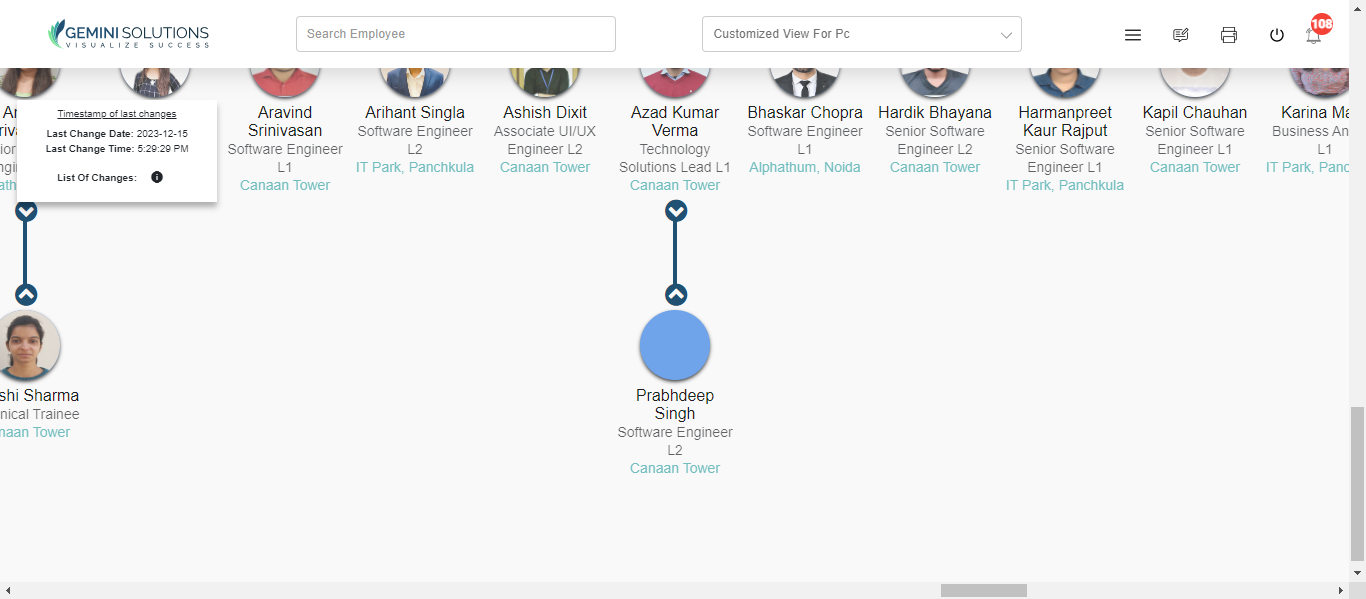 GEMINI SOLUTIONS
VISUALIZE SUCCESS
Search Employee
Customized View For Pc
108
Timestamp of last changes
Last Change Date: 2023-12-15
Last Change Time: 5:29:29 PM
List Of Changes:
Aravind
Srinivasan
Software Engineer
L1
Canaan Tower
Arihant Singla
Software Engineer
L2
IT Park, Panchkula
Ashish Dixit
Associate UI/UX
Engineer L2
Canaan Tower
Azad Kumar
Verma
Technology
Solutions Lead L1
Canaan Tower
Bhaskar Chopra
Software Engineer
L1
Alphathum, Noida
Hardik Bhayana
Senior Software
Engineer L2
Canaan Tower
Harmanpreet
Kaur Rajput
Senior Software
Engineer L1
IT Park, Panchkula
Kapil Chauhan
Senior Software
Engineer L1
Canaan Tower
Karina Ma
Business An
L1
IT Park, Panc
shi Sharma
nical Trainee
naan Tower
Prabhdeep
Singh
Software Engineer
L2
Canaan Tower